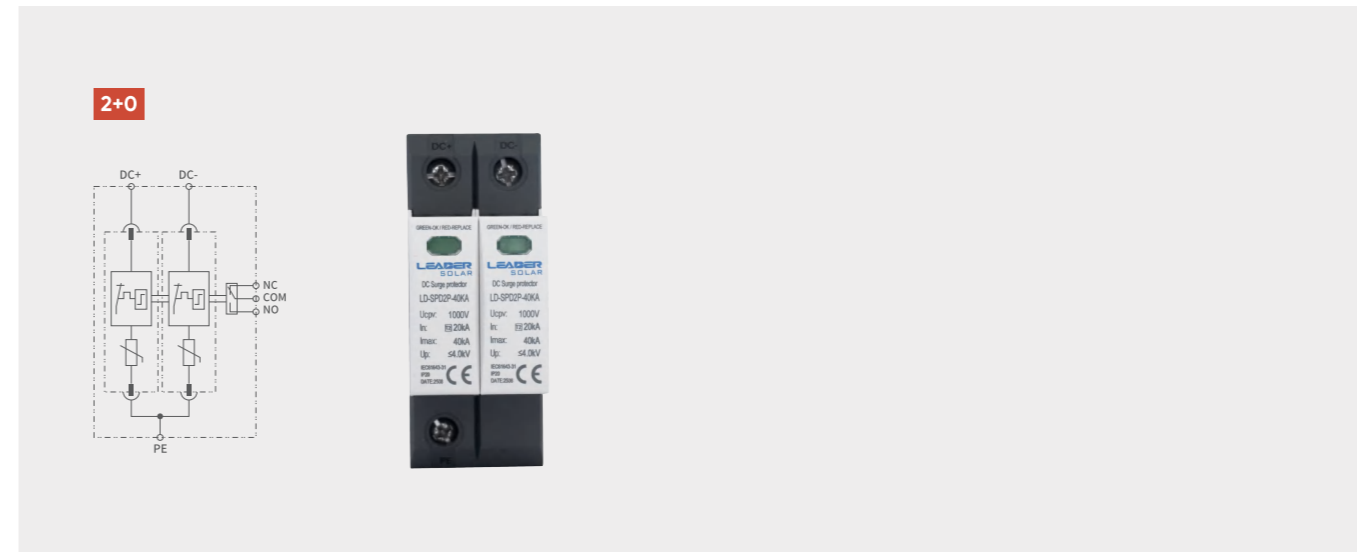 2+0
DC+ DC-
NC
COM
NO
PE
DC+ DC-
GREEN-OK / RED-REPLACE
LEADER
SOLAR
DC Surge protector
LD-SPD2P-40KA
Ucpv: 1000V
In: 20kA
Imax: 40kA
Up: ≤4.0kV
CE
GREEN-OK / RED-REPLACE
LEADER
SOLAR
DC Surge protector
LD-SPD2P-40KA
Ucpv: 1000V
In: 20kA
Imax: 40kA
Up: ≤4.0kV
CE
PE